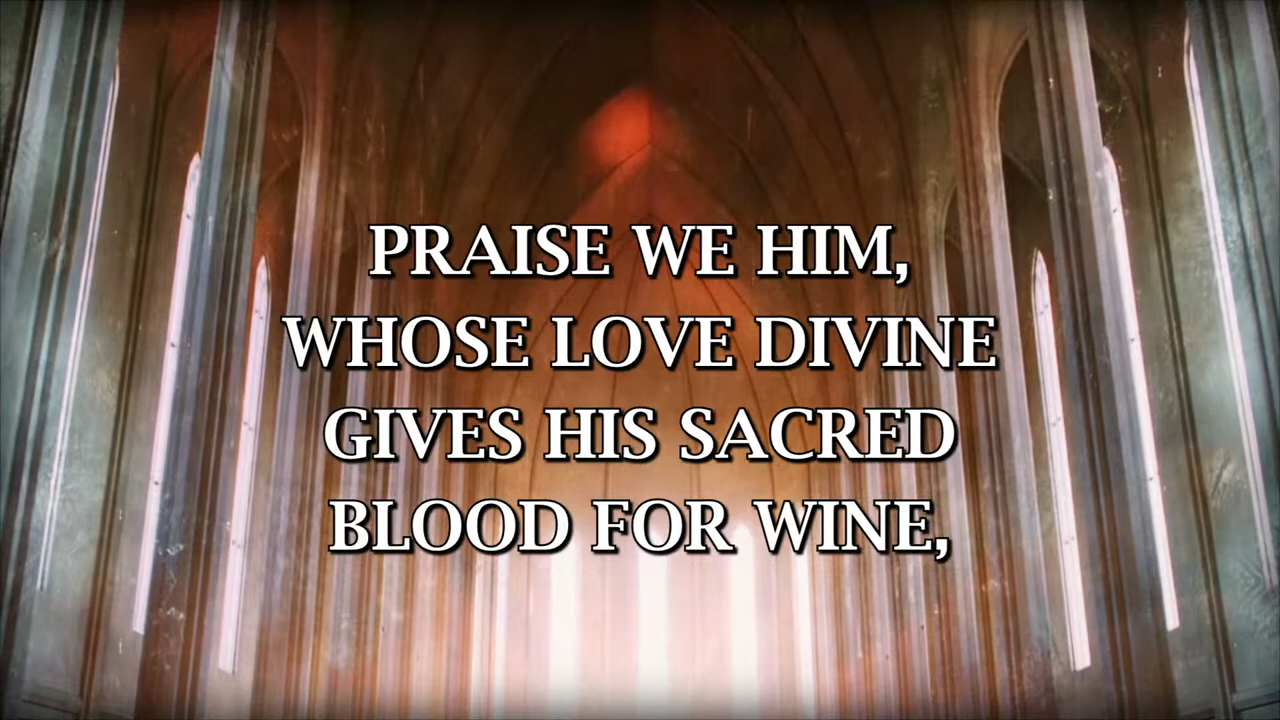 PRAISE WE HIM,
WHOSE LOVE DIVINE
GIVES HIS SACRED
BLOOD FOR WINE,